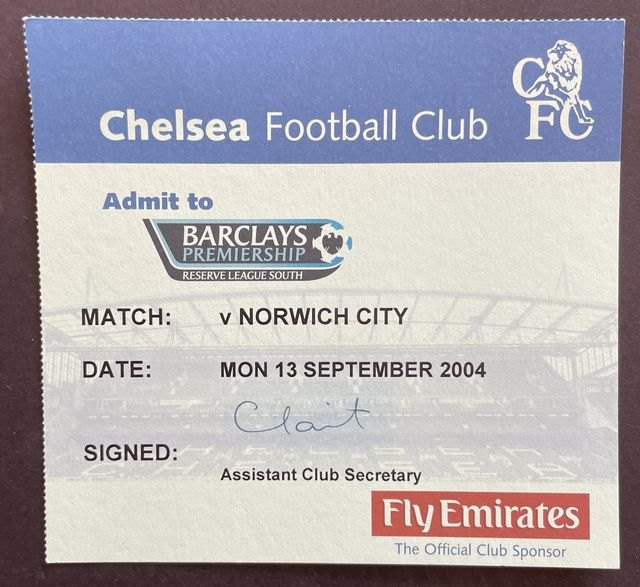 CFC
Chelsea Football Club
Admit to
BARCLAYS
PREMIERSHIP
RESERVE LEAGUE SOUTH
MATCH: v NORWICH CITY
DATE: MON 13 SEPTEMBER 2004
SIGNED:
Assistant Club Secretary
Fly Emirates
The Official Club Sponsor